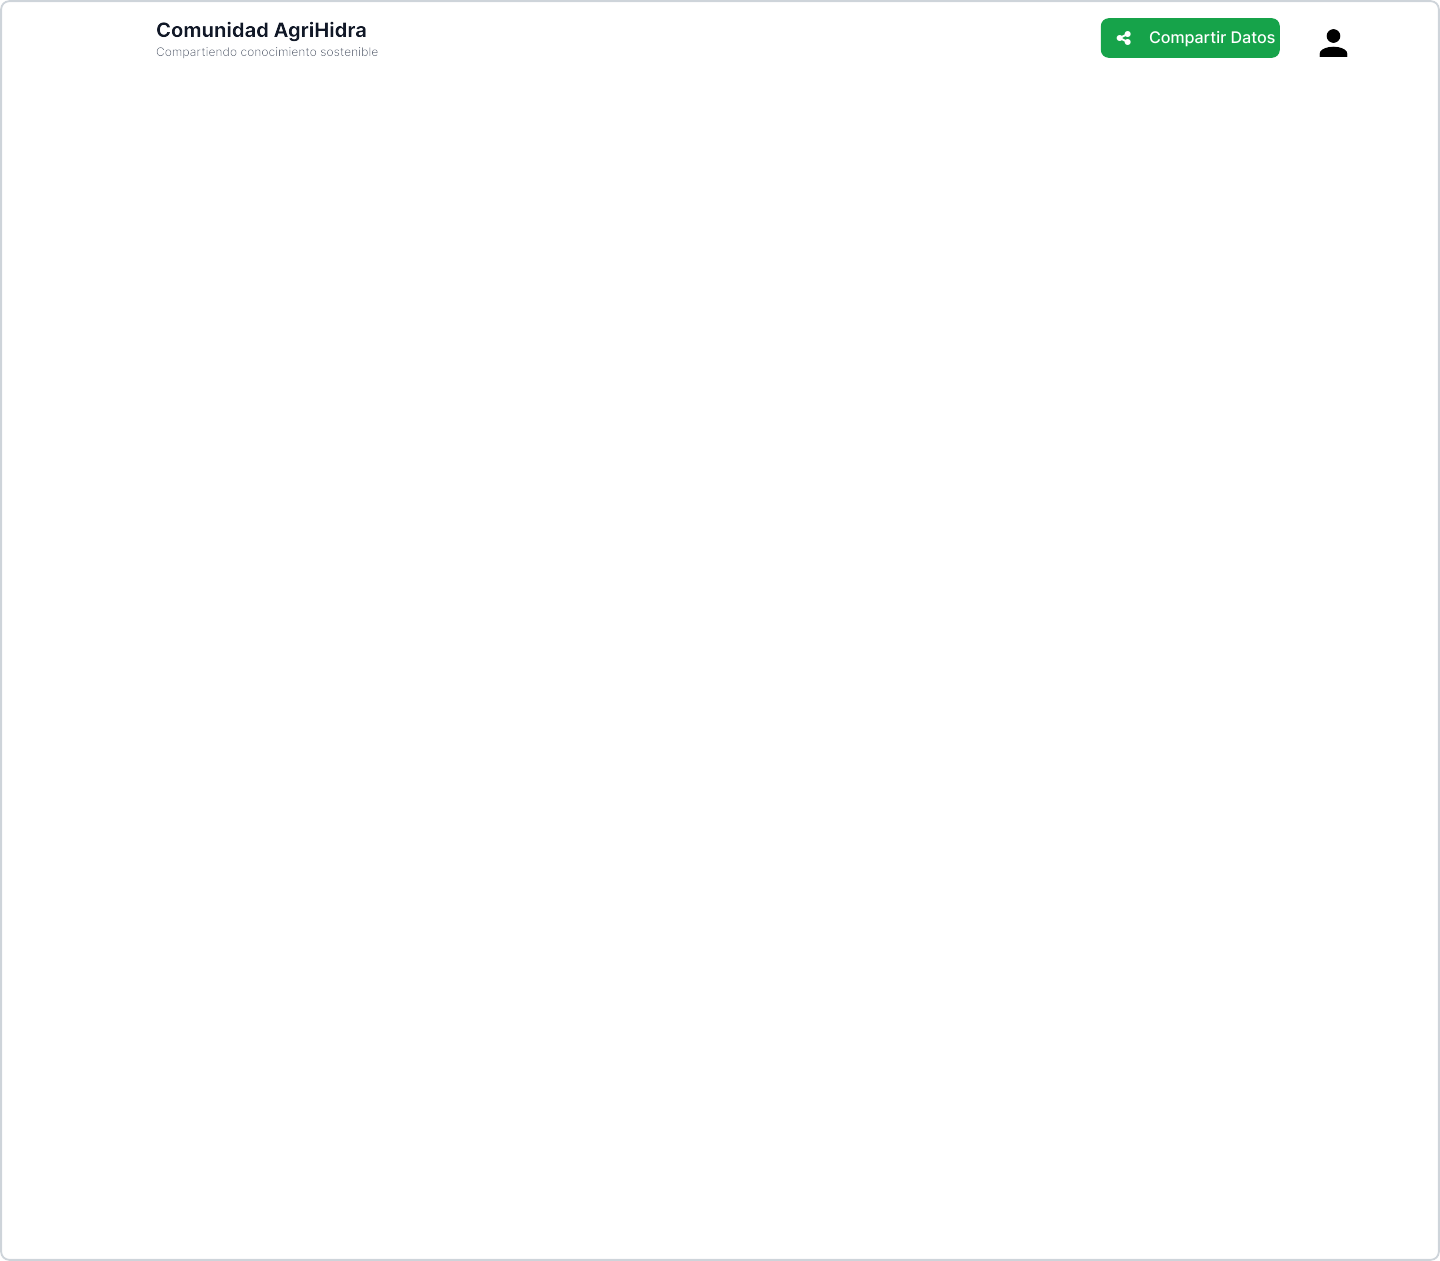 Comunidad AgriHidra
Compartiendo conocimiento sostenible
Compartir Datos